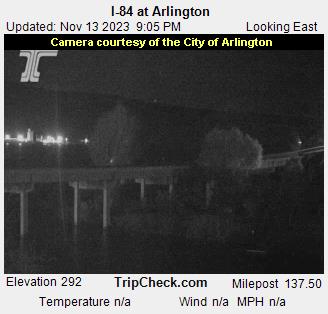 I-84 at Arlington
Updated: Nov 13 2023 9:05 PM Looking East
Camera courtesy of the City of Arlington
Elevation 292 TripCheck.com Milepost 137.50
Temperature n/a Wind n/a MPH n/a